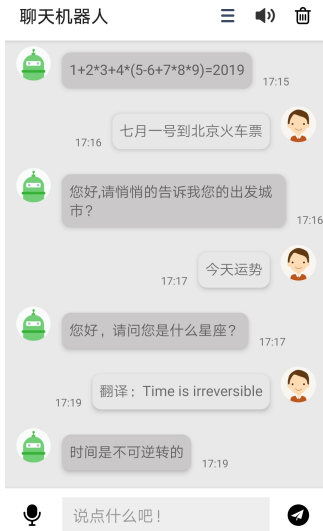 聊天机器人
1+2*3+4*(5-6+7*8*9)=2019
17:15
七月一号到北京火车票
17:16
您好,请悄悄的告诉我您的出发城
市?
17:16
今天运势
17:17
您好，请问您是什么星座?
17:17
翻译：Time is irreversible
17:19
时间是不可逆转的
17:19
说点什么吧！